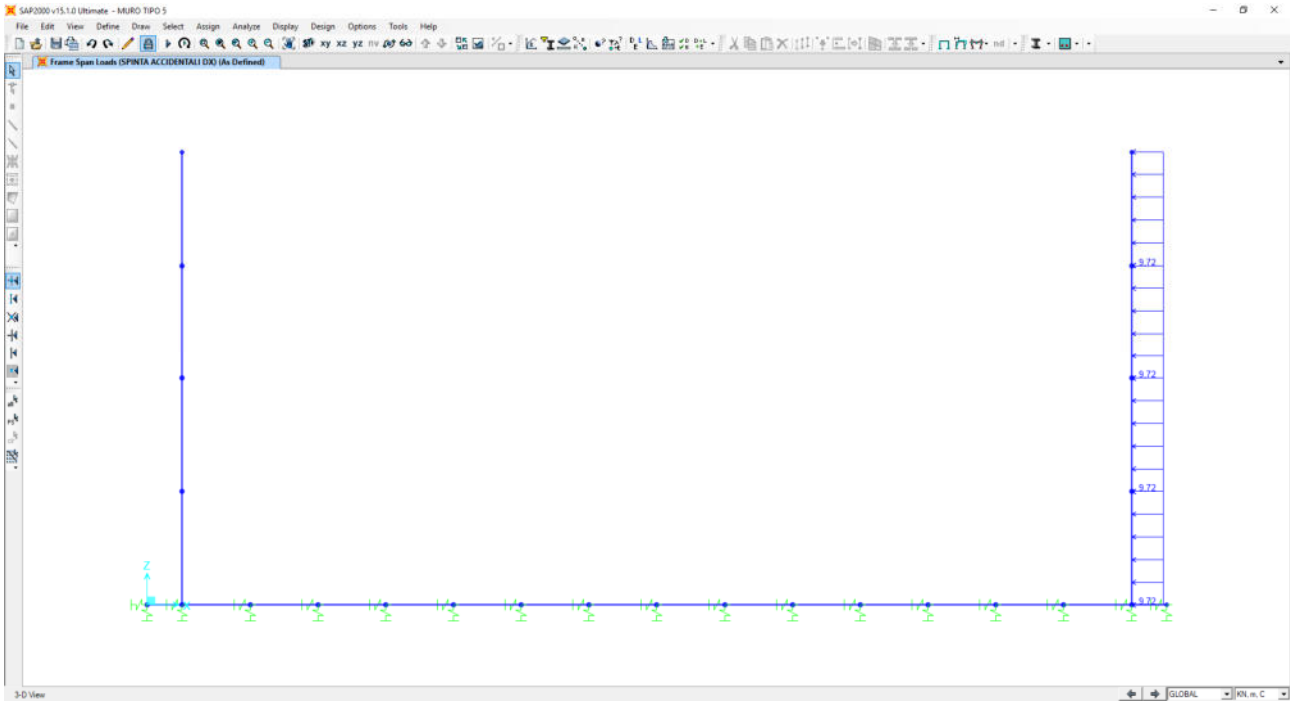 SAP2000 v15.1.0 Ultimate - MURO TIPO 5
File Edit View Define Draw Select Assign Analyze Display Design Options Tools Help
xy xz yz nv
nd
Frame Span Loads (SPINTA ACCIDENTALI DX) (As Defined)
9.72
9.72
9.72
Z
9.72
3-D View
GLOBAL
KN, m, C